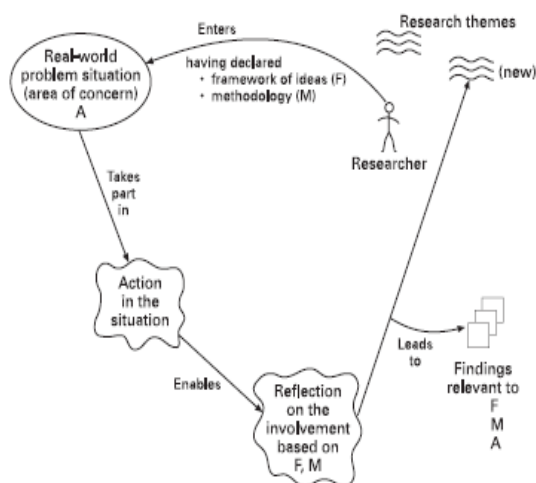 Enters
Research themes
Real-world
problem situation
(area of concern)
A
having declared
• framework of ideas (F)
• methodology (M)
(new)
Researcher
Takes
part
in
Action
in the
situation
Enables
Reflection
on the
involvement
based on
F, M
Leads
to
Findings
relevant to
F
M
A